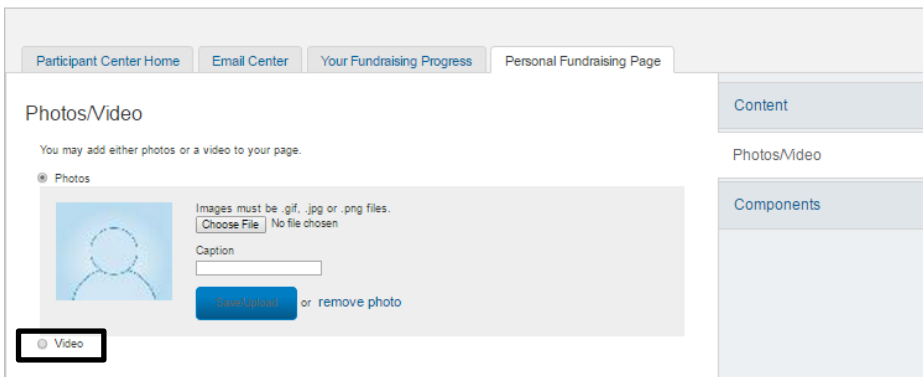 Participant Center Home Email Center Your Fundraising Progress Personal Fundraising Page
Photos/Video
You may add either photos or a video to your page.
Photos
Images must be .gif, .jpg or .png files.
Choose File No file chosen
Caption
Save/Upload or remove photo
Video
Content
Photos/Video
Components